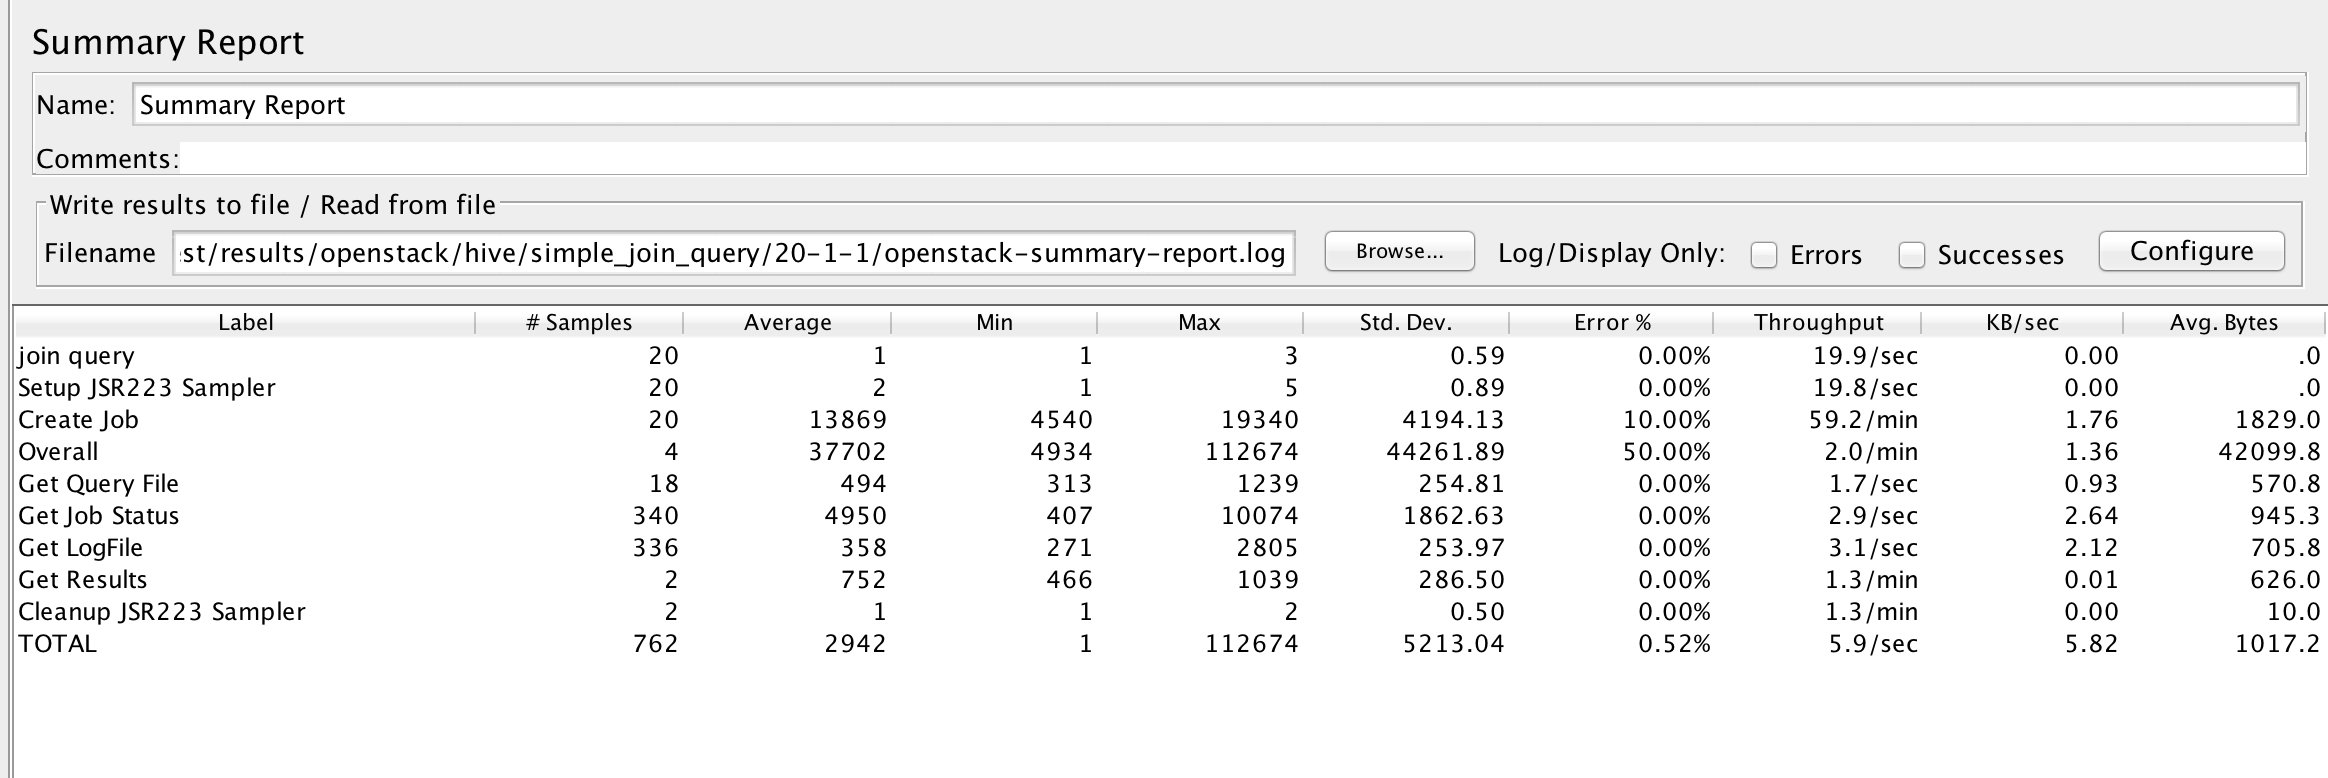 Summary Report
Name: Summary Report
Comments:
Write results to file / Read from file
Filename st/results/openstack/hive/simple_join_query/20-1-1/openstack-summary-report.log Browse... Log/Display Only: Errors Successes Configure
Label # Samples Average Min Max Std. Dev. Error % Throughput KB/sec Avg. Bytes
join query 20 1 1 3 0.59 0.00% 19.9/sec 0.00 .0
Setup JSR223 Sampler 20 2 1 5 0.89 0.00% 19.8/sec 0.00 .0
Create Job 20 13869 4540 19340 4194.13 10.00% 59.2/min 1.76 1829.0
Overall 4 37702 4934 112674 44261.89 50.00% 2.0/min 1.36 42099.8
Get Query File 18 494 313 1239 254.81 0.00% 1.7/sec 0.93 570.8
Get Job Status 340 4950 407 10074 1862.63 0.00% 2.9/sec 2.64 945.3
Get LogFile 336 358 271 2805 253.97 0.00% 3.1/sec 2.12 705.8
Get Results 2 752 466 1039 286.50 0.00% 1.3/min 0.01 626.0
Cleanup JSR223 Sampler 2 1 1 2 0.50 0.00% 1.3/min 0.00 10.0
TOTAL 762 2942 1 112674 5213.04 0.52% 5.9/sec 5.82 1017.2